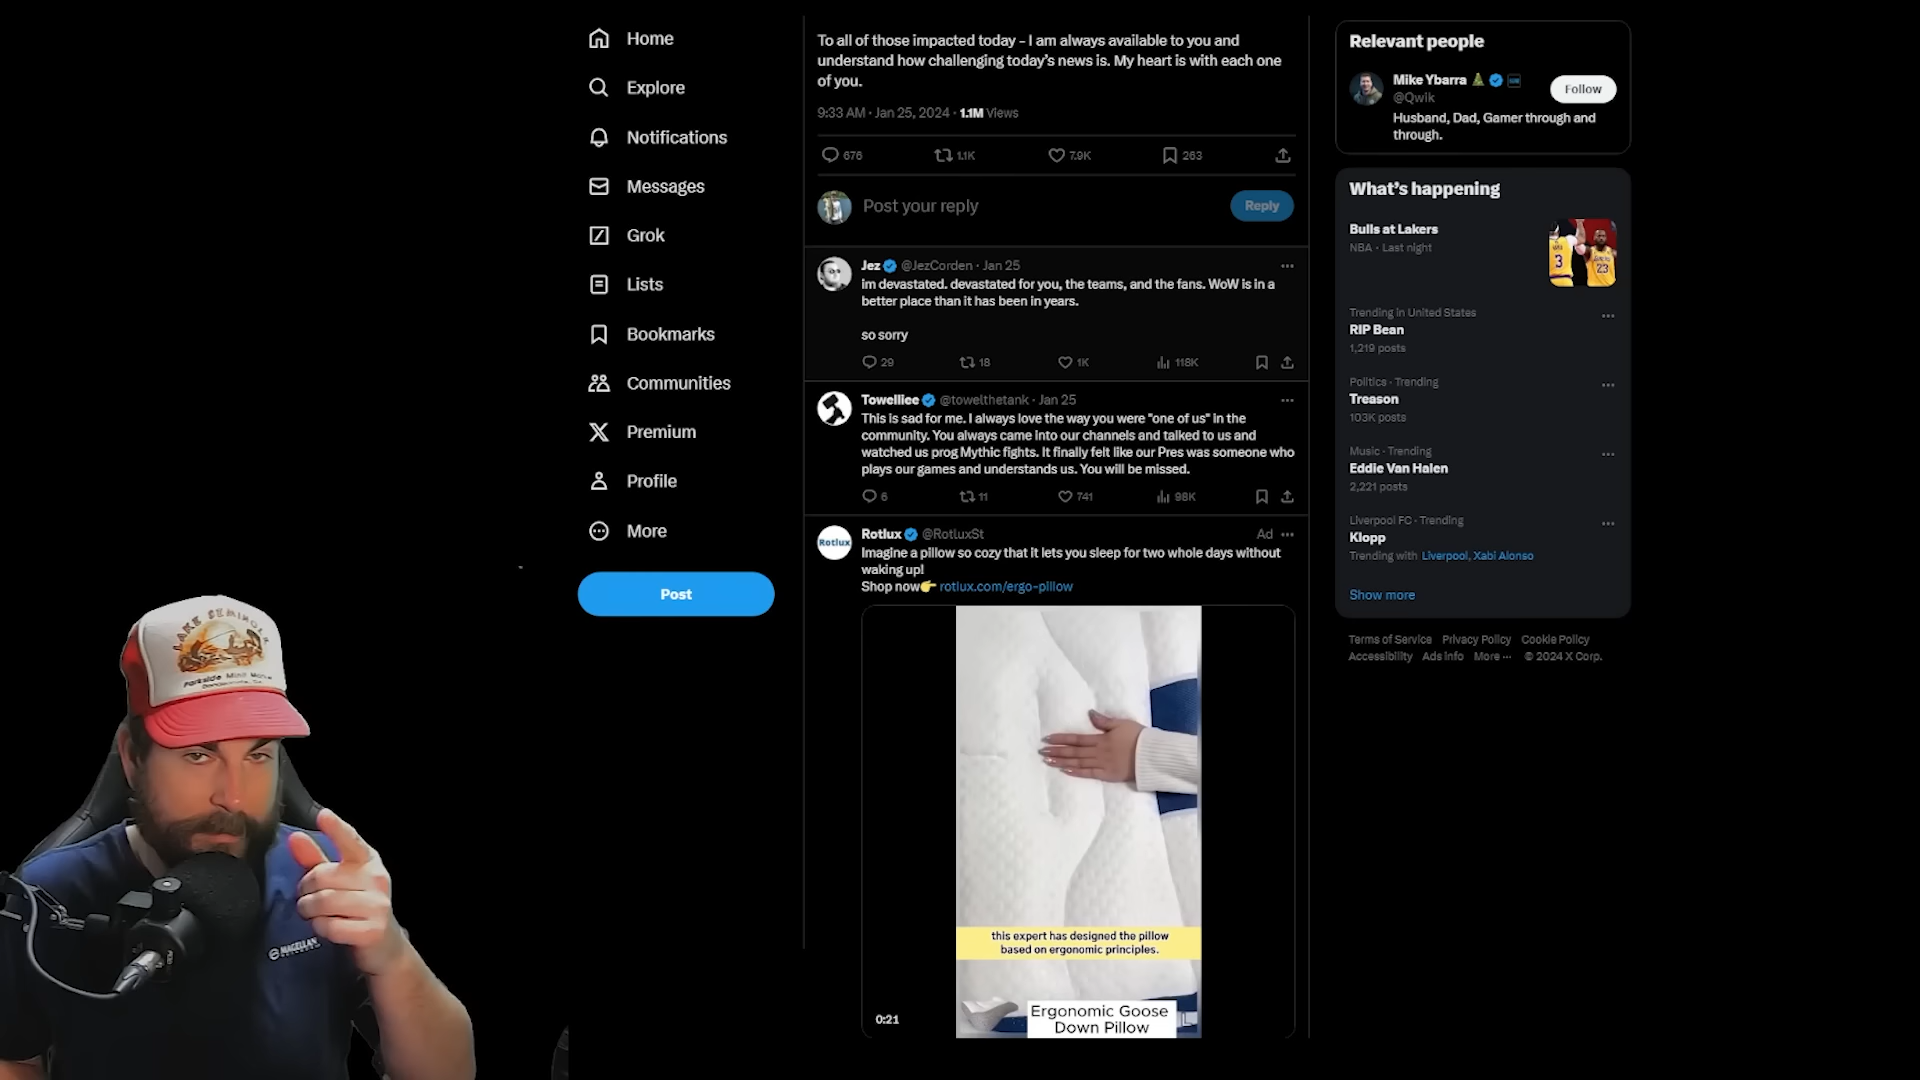 Home
Explore
Notifications
Messages
Grok
Lists
Bookmarks
Communities
Premium
Profile
More
Post
To all of those impacted today – I am always available to you and
understand how challenging today's news is. My heart is with each one
of you.
9:33 AM · Jan 25, 2024 · 1.1M Views
676
1.1K
7.9K
263
Post your reply
Reply
Jez @JezCorden · Jan 25
im devastated. devastated for you, the teams, and the fans. WoW is in a
better place than it has been in years.
so sorry
29
18
1K
118K
Towelliee @towelthetank · Jan 25
This is sad for me. I always love the way you were "one of us" in the
community. You always came into our channels and talked to us and
watched us prog Mythic fights. It finally felt like our Pres was someone who
plays our games and understands us. You will be missed.
6
11
741
98K
Rotlux
Rotlux @RotluxSt
Ad
Imagine a pillow so cozy that it lets you sleep for two whole days without
waking up!
Shop now👉 rotlux.com/ergo-pillow
this expert has designed the pillow
based on ergonomic principles.
Ergonomic Goose
Down Pillow
0:21
Relevant people
Mike Ybarra
@Qwik
Follow
Husband, Dad, Gamer through and
through.
What's happening
Bulls at Lakers
NBA · Last night
3
23
Trending in United States
RIP Bean
1,219 posts
Politics · Trending
Treason
103K posts
Music · Trending
Eddie Van Halen
2,221 posts
Liverpool FC · Trending
Klopp
Trending with Liverpool, Xabi Alonso
Show more
Terms of Service Privacy Policy Cookie Policy
Accessibility Ads info More ··· © 2024 X Corp.
LAKE SEMINOLE
Parkside Mini Mart
MAGELLAN